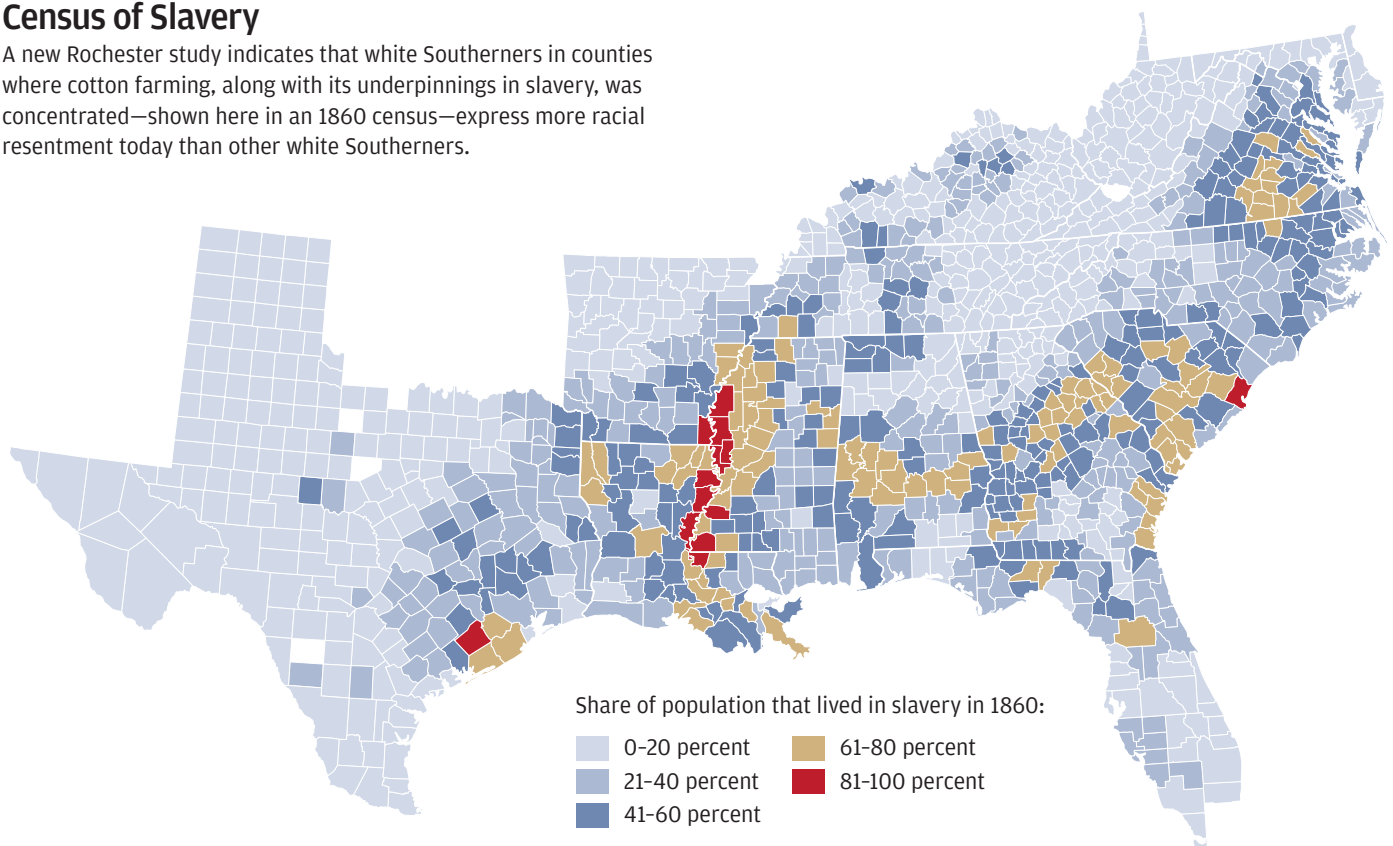 Census of Slavery
A new Rochester study indicates that white Southerners in counties
where cotton farming, along with its underpinnings in slavery, was
concentrated—shown here in an 1860 census—express more racial
resentment today than other white Southerners.
Share of population that lived in slavery in 1860:
0–20 percent
21–40 percent
41–60 percent
61–80 percent
81–100 percent